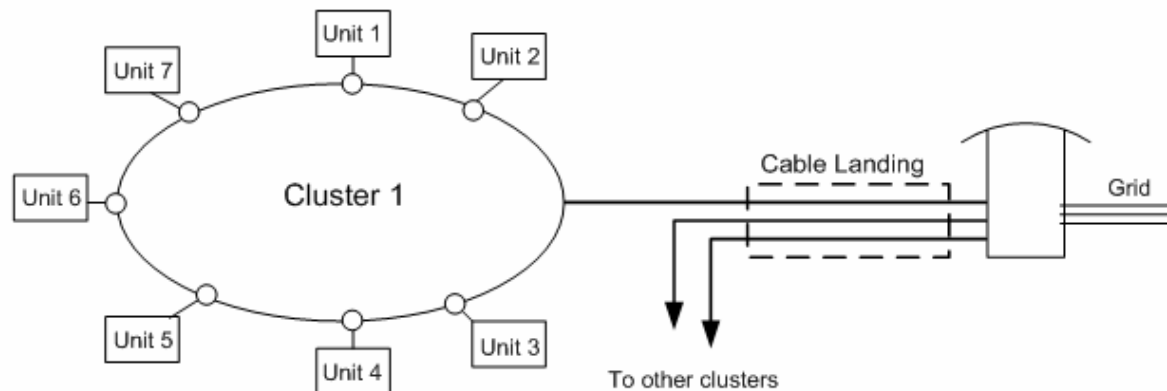 Unit 1
Unit 2
Unit 7
Cable Landing
Grid
Unit 6
Cluster 1
Unit 5
Unit 3
Unit 4
To other clusters